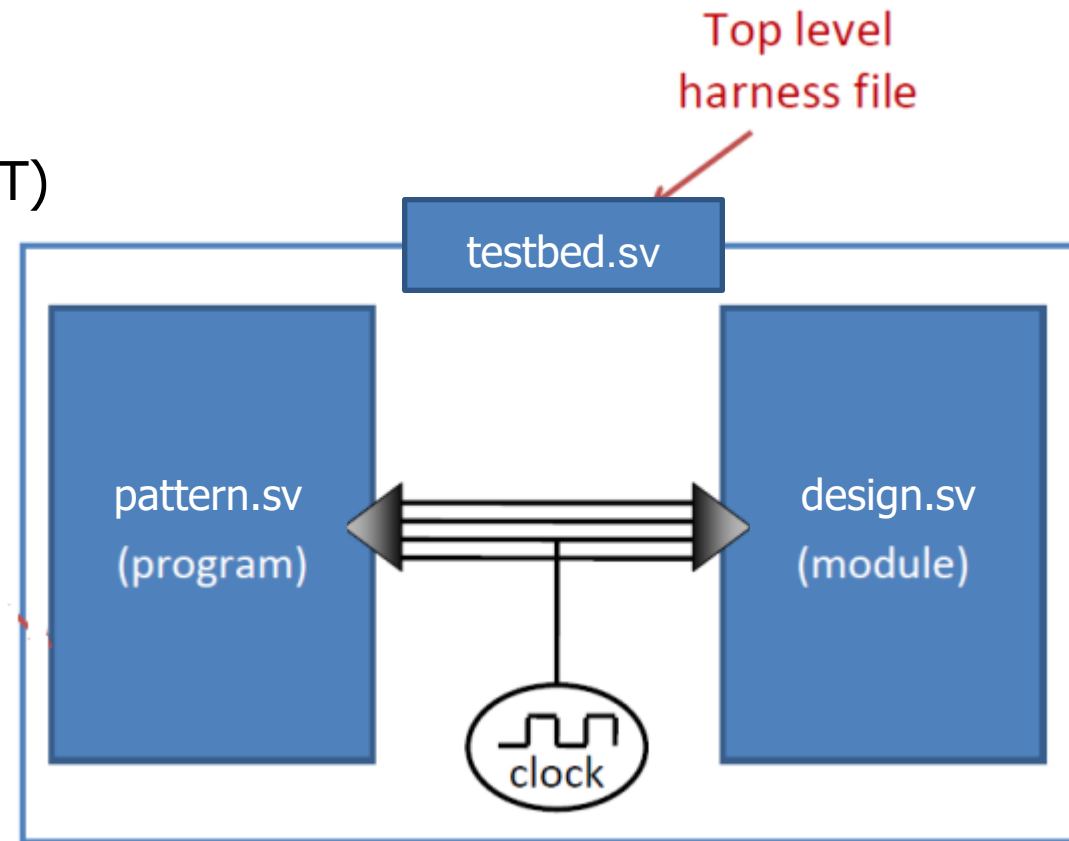 Top level
harness file
T)
testbed.sv
pattern.sv
(program)
design.sv
(module)
clock